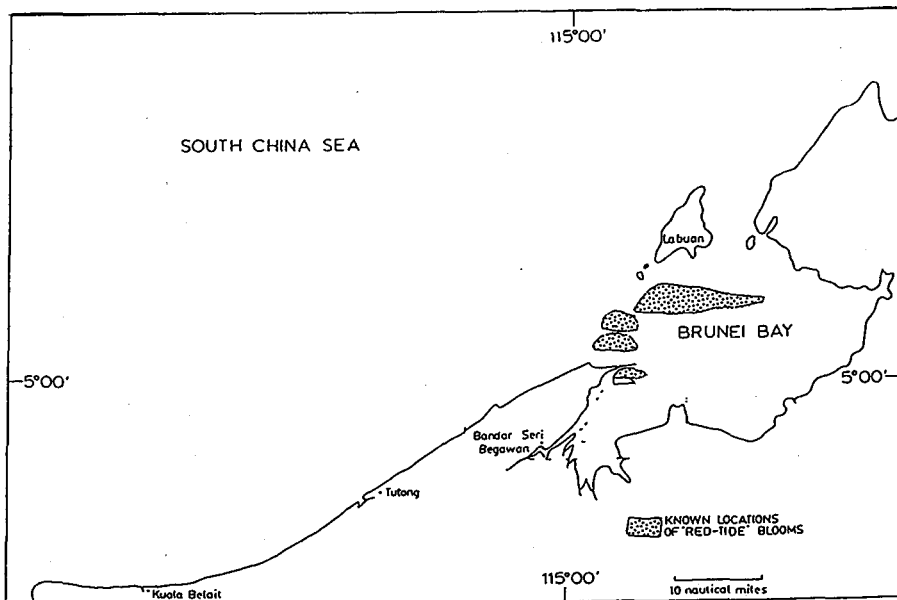 115°00'
SOUTH CHINA SEA
Labuan
BRUNEI BAY
5°00'
5°00'
Bandar Seri
Begawan
Tutong
KNOWN LOCATIONS
OF "RED-TIDE" BLOOMS
Kuala Belait
115°00'
10 nautical miles